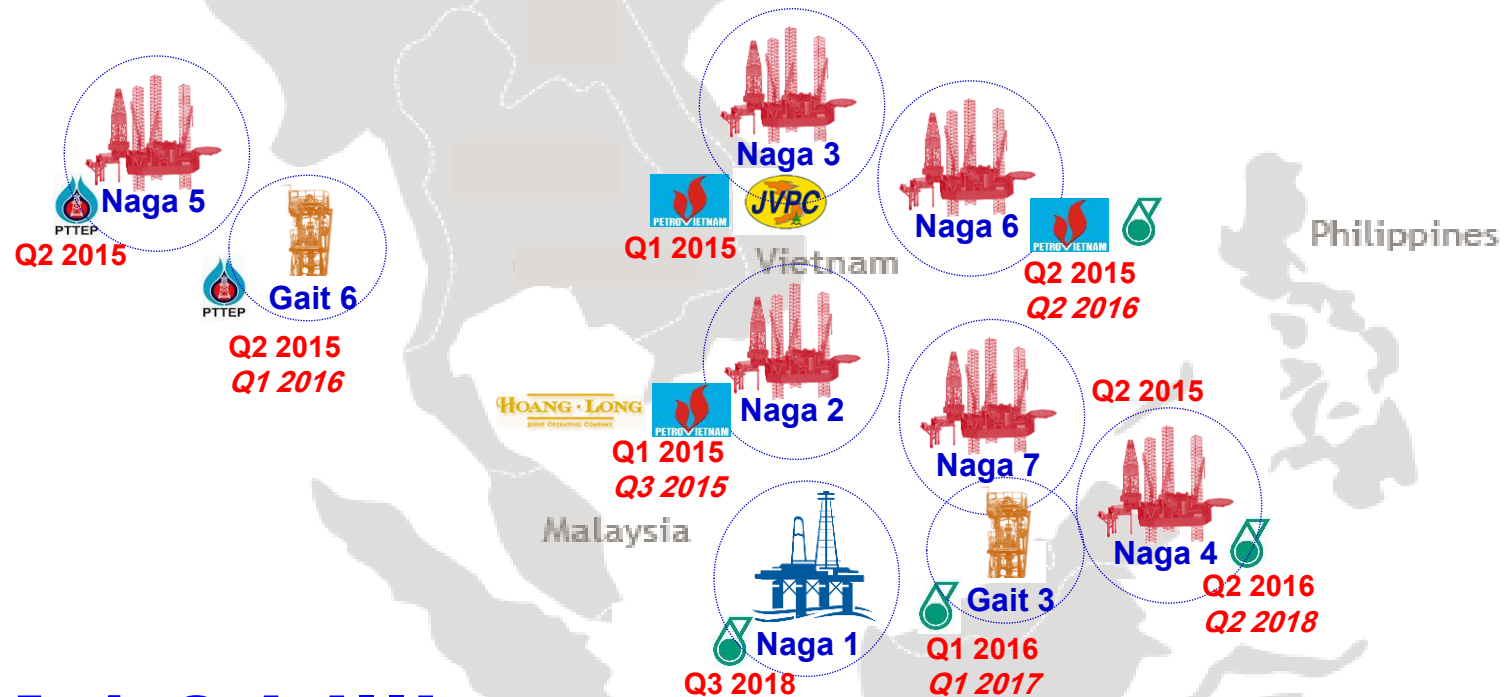 Naga 5
PTTEP
Q2 2015
Gait 6
PTTEP
Q2 2015
Q1 2016
Naga 3
PETROVIETNAM
JVPC
Q1 2015
Vietnam
Naga 6
PETROVIETNAM
Q2 2015
Q2 2016
Philippines
Naga 2
HOANG · LONG
JOINT OPERATING COMPANY
PETROVIETNAM
Q1 2015
Q3 2015
Naga 7
Q2 2015
Naga 4
Q2 2016
Q2 2018
Malaysia
Naga 1
Q3 2018
Gait 3
Q1 2016
Q1 2017